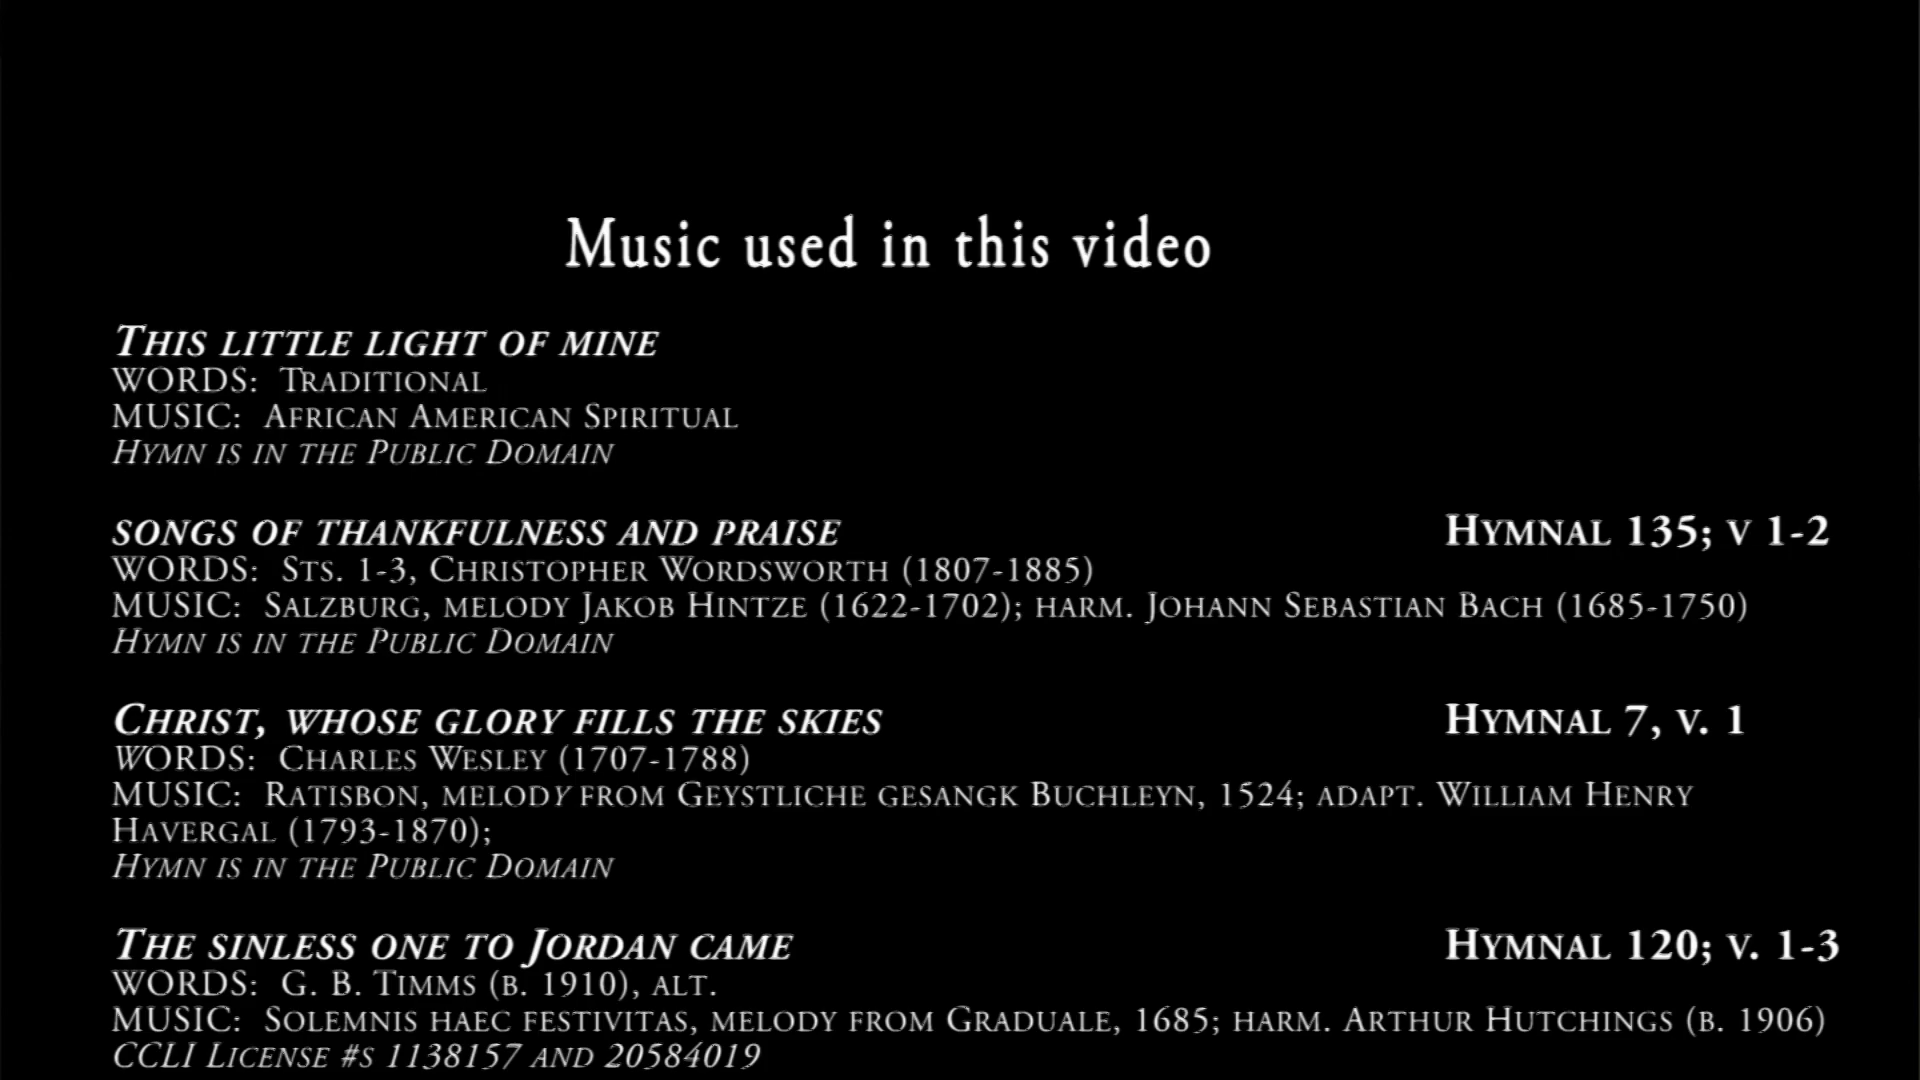 Music used in this video
This little light of mine
WORDS: Traditional
MUSIC: African American Spiritual
Hymn is in the Public Domain
songs of thankfulness and praise Hymnal 135; v 1-2
WORDS: Sts. 1-3, Christopher Wordsworth (1807-1885)
MUSIC: Salzburg, melody Jakob Hintze (1622-1702); harm. Johann Sebastian Bach (1685-1750)
Hymn is in the Public Domain
Christ, whose glory fills the skies Hymnal 7, v. 1
WORDS: Charles Wesley (1707-1788)
MUSIC: Ratisbon, melody from Geystliche gesangk Buchleyn, 1524; adapt. William Henry
Havergal (1793-1870);
Hymn is in the Public Domain
The sinless one to Jordan came Hymnal 120; v. 1-3
WORDS: G. B. Timms (b. 1910), alt.
MUSIC: Solemnis haec festivitas, melody from Graduale, 1685; harm. Arthur Hutchings (b. 1906)
CCLI License #s 1138157 and 20584019